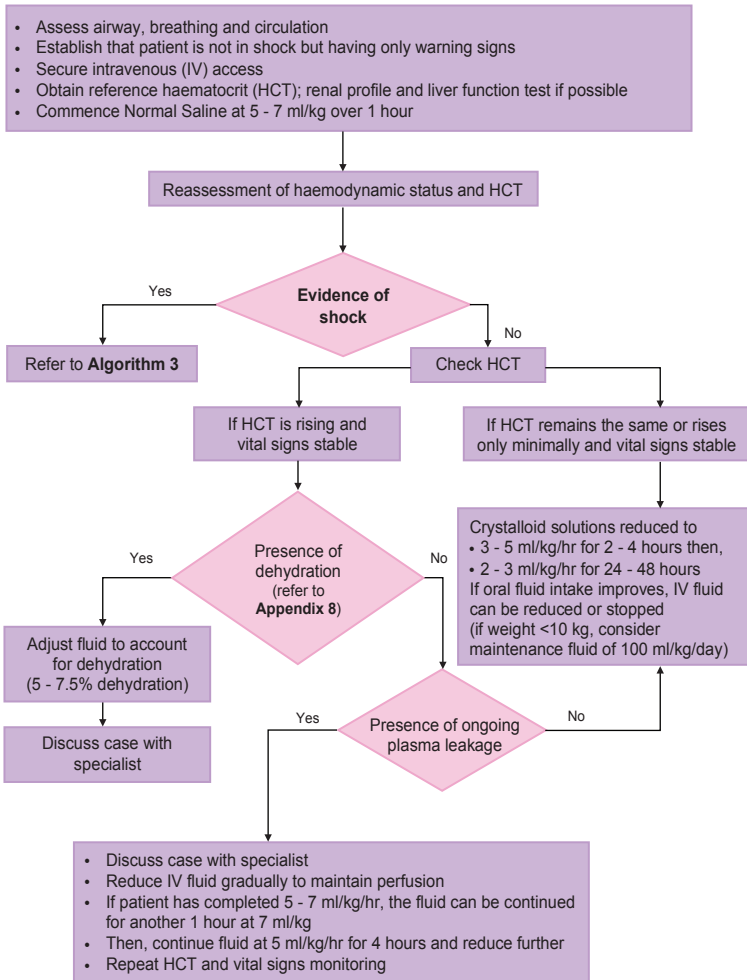 • Assess airway, breathing and circulation
• Establish that patient is not in shock but having only warning signs
• Secure intravenous (IV) access
• Obtain reference haematocrit (HCT); renal profile and liver function test if possible
• Commence Normal Saline at 5 - 7 ml/kg over 1 hour
Reassessment of haemodynamic status and HCT
Evidence of
shock
Yes
No
Refer to Algorithm 3
Check HCT
If HCT is rising and
vital signs stable
If HCT remains the same or rises
only minimally and vital signs stable
Presence of
dehydration
(refer to
Appendix 8)
Yes
No
Crystalloid solutions reduced to
• 3 - 5 ml/kg/hr for 2 - 4 hours then,
• 2 - 3 ml/kg/hr for 24 - 48 hours
If oral fluid intake improves, IV fluid
can be reduced or stopped
(if weight <10 kg, consider
maintenance fluid of 100 ml/kg/day)
Adjust fluid to account
for dehydration
(5 - 7.5% dehydration)
Discuss case with
specialist
Presence of ongoing
plasma leakage
Yes
No
• Discuss case with specialist
• Reduce IV fluid gradually to maintain perfusion
• If patient has completed 5 - 7 ml/kg/hr, the fluid can be continued
for another 1 hour at 7 ml/kg
• Then, continue fluid at 5 ml/kg/hr for 4 hours and reduce further
• Repeat HCT and vital signs monitoring